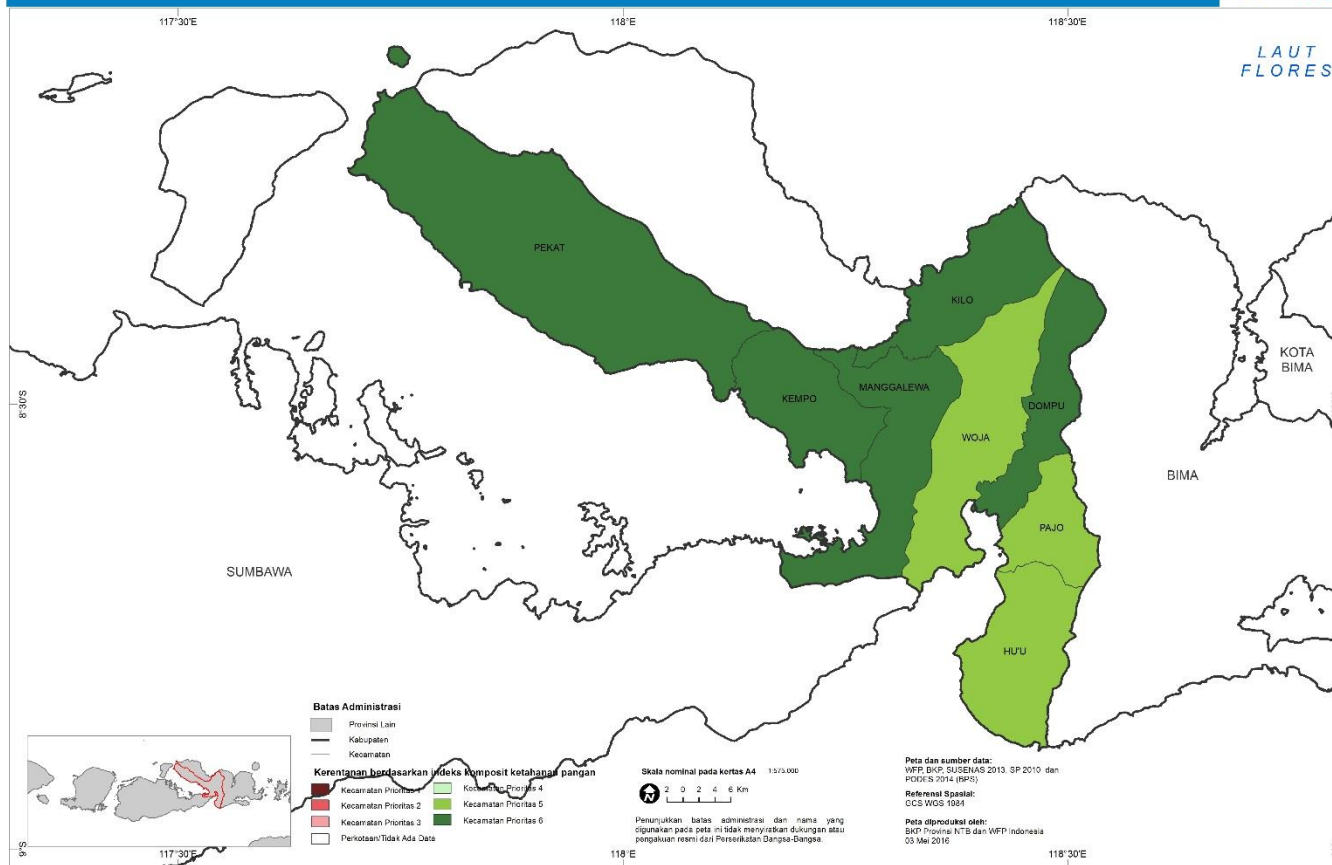 117°30'E
118°E
118°30'E
LAUT
FLORES
PEKAT
KILO
KOTA
BIMA
MANGGALEWA
KEMPO
8°30'S
8°30'S
DOMPU
WOJA
BIMA
PAJO
SUMBAWA
HU'U
Batas Administrasi
Provinsi Lain
Kabupaten
Kecamatan
Kerentanan berdasarkan indeks komposit ketahanan pangan
Kecamatan Prioritas 1
Kecamatan Prioritas 2
Kecamatan Prioritas 3
Perkotaan/Tidak Ada Data
Kecamatan Prioritas 4
Kecamatan Prioritas 5
Kecamatan Prioritas 6
Skala nominal pada kertas A4 1:575.000
2 0 2 4 6 Km
Penunjukkan batas administrasi dan nama yang
digunakan pada peta ini tidak menyiratkan dukungan atau
pengakuan resmi dari Perserikatan Bangsa-Bangsa.
Peta dan sumber data:
WFP, BKP, SUSENAS 2013, SP 2010 dan
PODES 2014 (BPS)
Referensi Spasial:
GCS WGS 1984
Peta diproduksi oleh:
BKP Provinsi NTB dan WFP Indonesia
03 Mei 2016
9°S
117°30'E
118°E
118°30'E